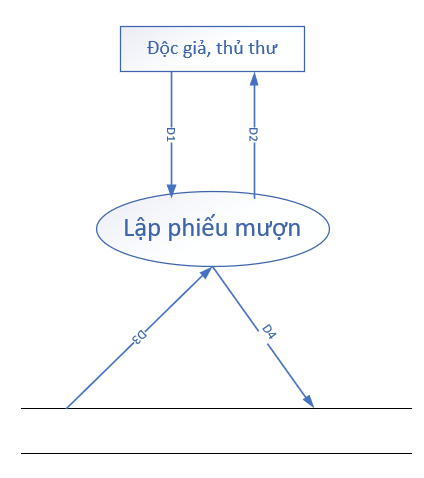 Độc giả, thủ thư
D1
D2
Lập phiếu mượn
D3
D4